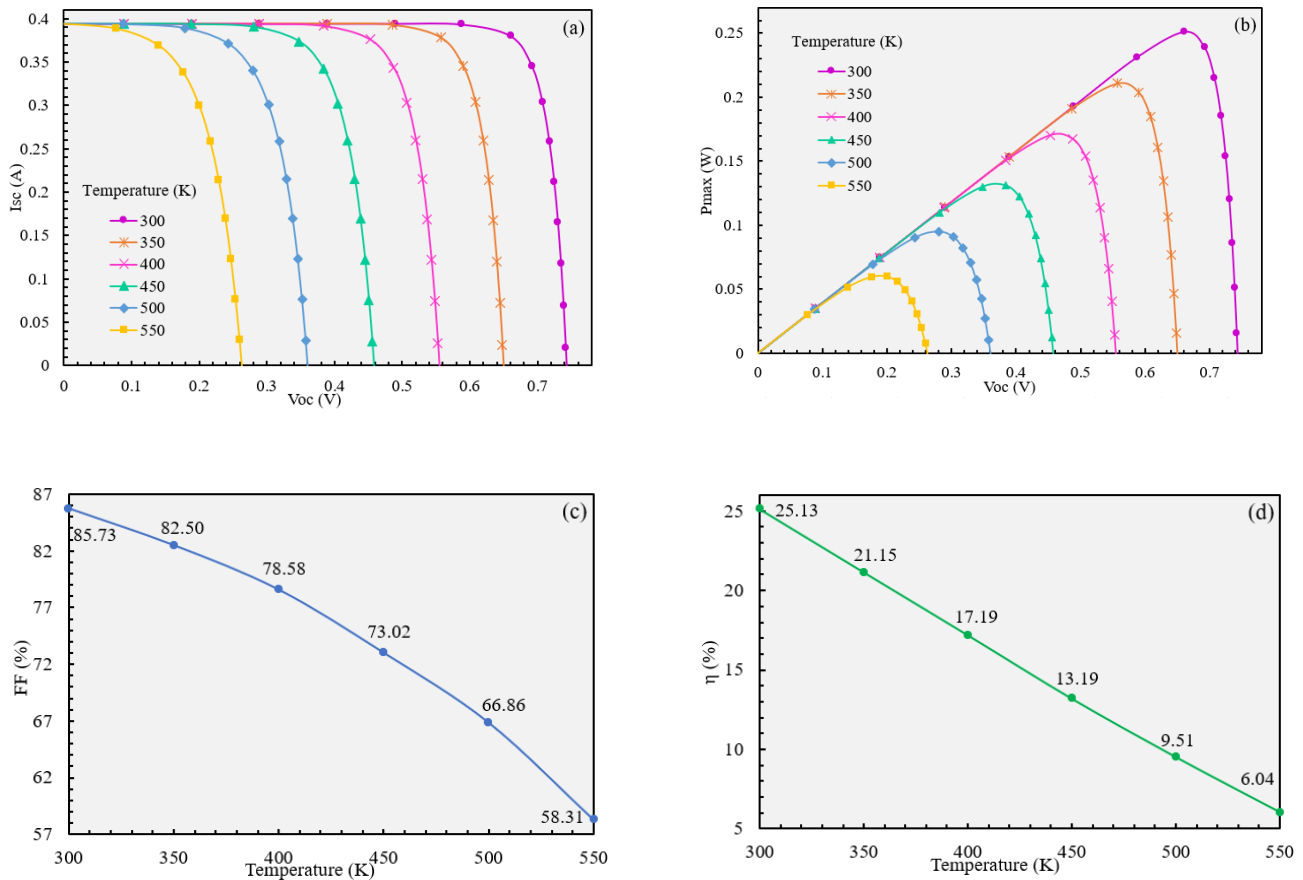 (a)
0.4
0.35
0.3
0.25
0.2
0.15
0.1
0.05
0
Isc (A)
Temperature (K)
300
350
400
450
500
550
0 0.1 0.2 0.3 0.4 0.5 0.6 0.7
Voc (V)
(b)
0.25
0.2
0.15
0.1
0.05
0
Pmax (W)
Temperature (K)
300
350
400
450
500
550
0 0.1 0.2 0.3 0.4 0.5 0.6 0.7
Voc (V)
(c)
87
82
77
72
67
62
57
FF (%)
85.73
82.50
78.58
73.02
66.86
58.31
300 350 400 450 500 550
Temperature (K)
(d)
25
20
15
10
5
η (%)
25.13
21.15
17.19
13.19
9.51
6.04
300 350 400 450 500 550
Temperature (K)